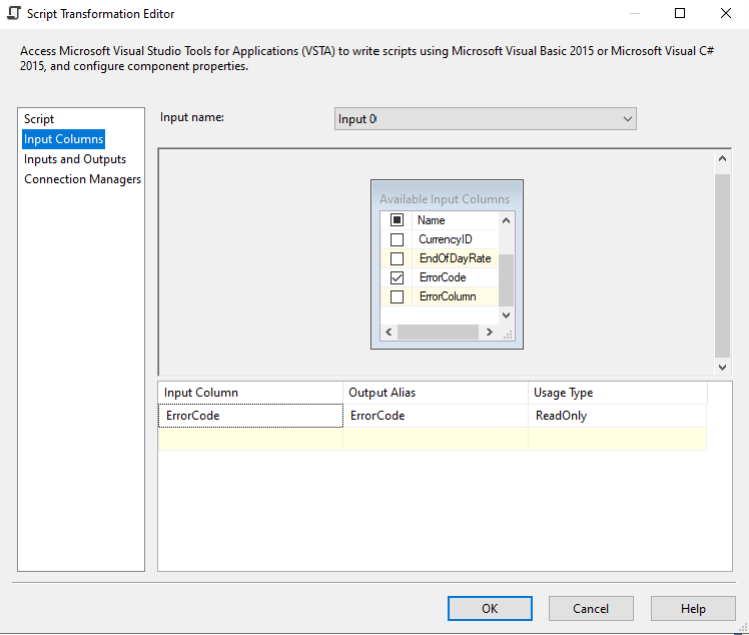 Script Transformation Editor
Access Microsoft Visual Studio Tools for Applications (VSTA) to write scripts using Microsoft Visual Basic 2015 or Microsoft Visual C#
2015, and configure component properties.
Script
Input Columns
Inputs and Outputs
Connection Managers
Input name:
Input 0
Available Input Columns
Name
CurrencyID
EndOfDayRate
ErrorCode
ErrorColumn
Input Column Output Alias Usage Type
ErrorCode ErrorCode ReadOnly
OK Cancel Help